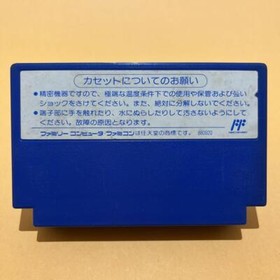 カセットについてのお願い
●精密機器ですので、極端な温度条件下での使用や保管および強い
ショックをさけてください。また、絶対に分解しないでください。
●端子部に手を触れたり、水にぬらしたりして汚さないようにして
ください。故障の原因となります。
ファミリー コンピュータ ファミコンは任天堂の商標です。
FF